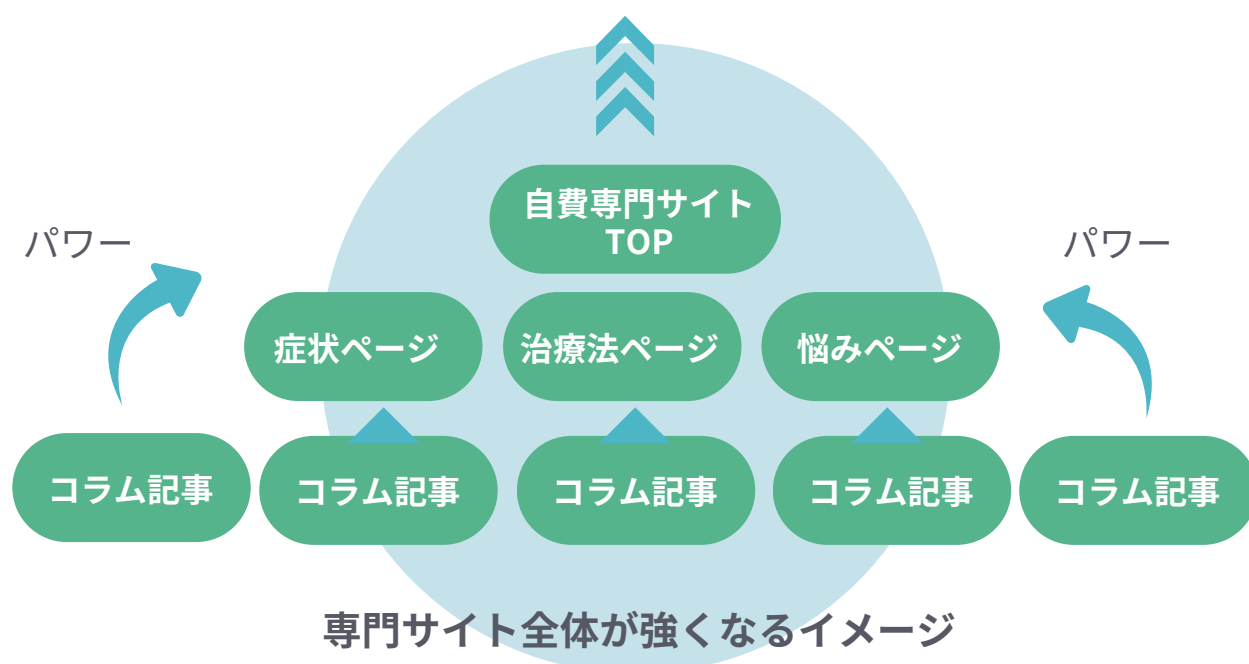 自費専門サイト
TOP
パワー
パワー
症状ページ
治療法ページ
悩みページ
コラム記事
コラム記事
コラム記事
コラム記事
コラム記事
専門サイト全体が強くなるイメージ